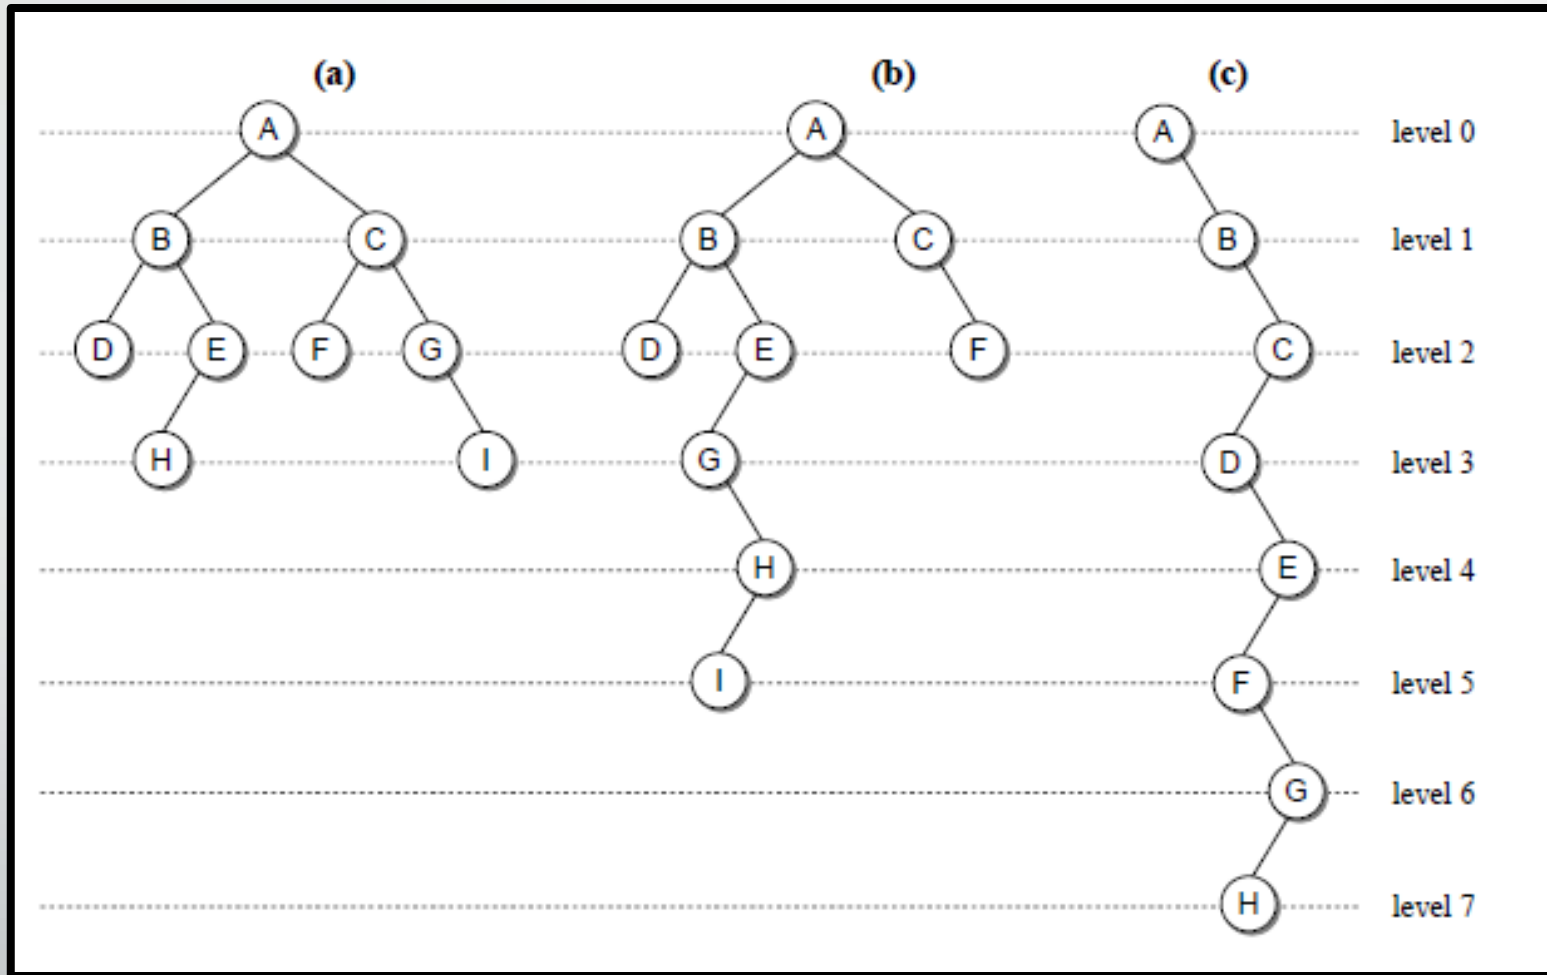 (a) (b) (c)
A A A level 0
B C B C B level 1
D E F G D E F C level 2
H I G D level 3
H E level 4
I F level 5
G level 6
H level 7